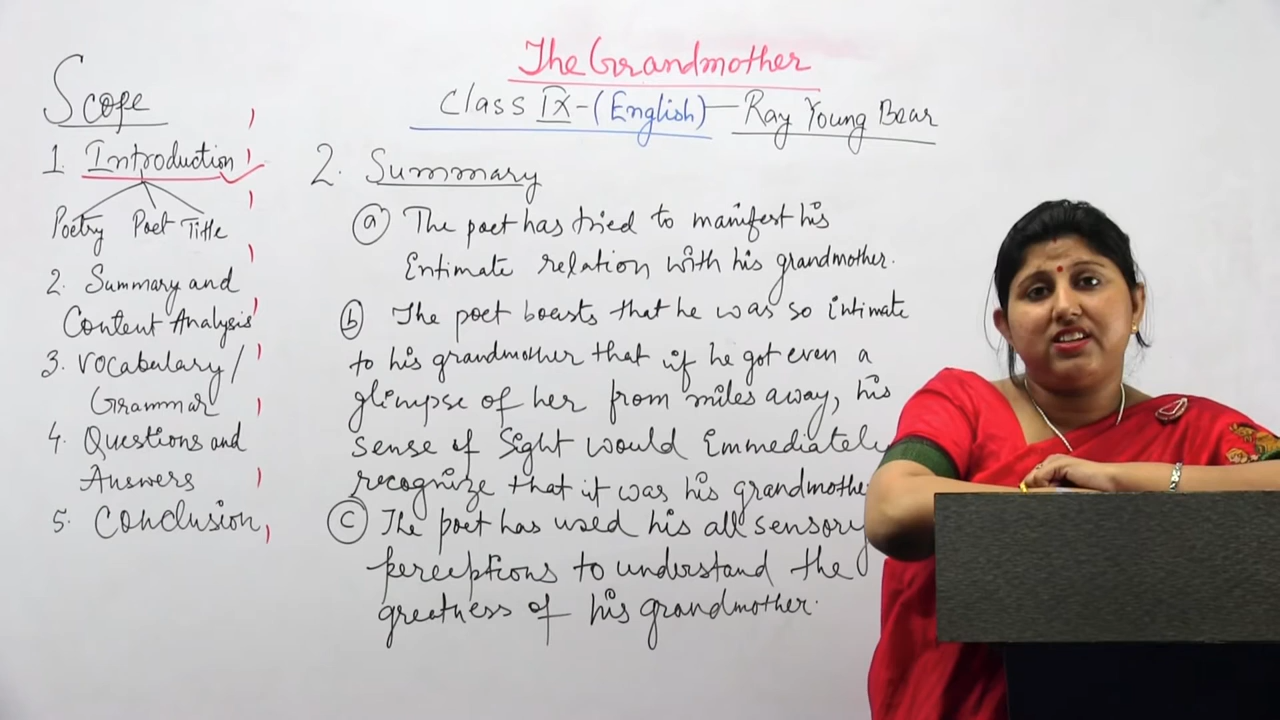 The Grandmother
Class IX - (English) — Ray Young Bear
Scope
1. Introduction
Poetry Poet Title
2. Summary and
Content Analysis
3. Vocabulary/
Grammar
4. Questions and
Answers
5. Conclusion
2. Summary
(a) The poet has tried to manifest his
Entimate relation with his grandmother.
(b) The poet boasts that he was so intimate
to his grandmother that if he got even a
glimpse of her from miles away, his
sense of Sight would Emmediately
recognize that it was his grandmother
(C) The poet has used his all sensory
perceptions to understand the
greatness of his grandmother.